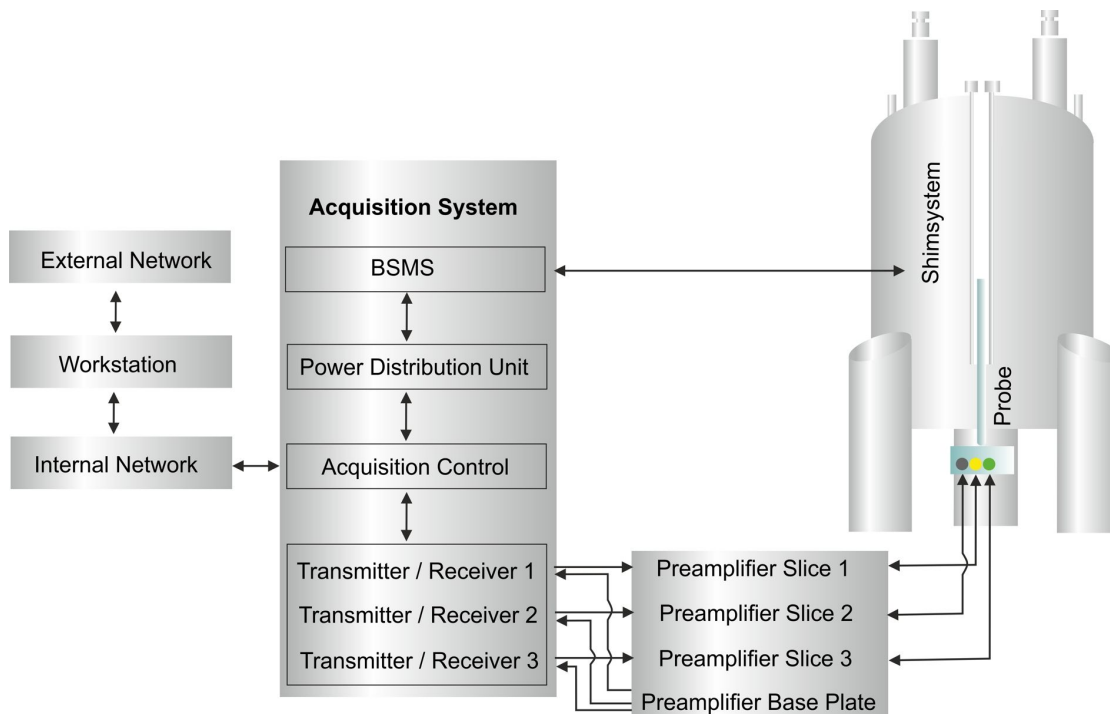 External Network
Workstation
Internal Network
Acquisition System
BSMS
Power Distribution Unit
Acquisition Control
Transmitter / Receiver 1
Transmitter / Receiver 2
Transmitter / Receiver 3
Preamplifier Slice 1
Preamplifier Slice 2
Preamplifier Slice 3
Preamplifier Base Plate
Shimsystem
Probe